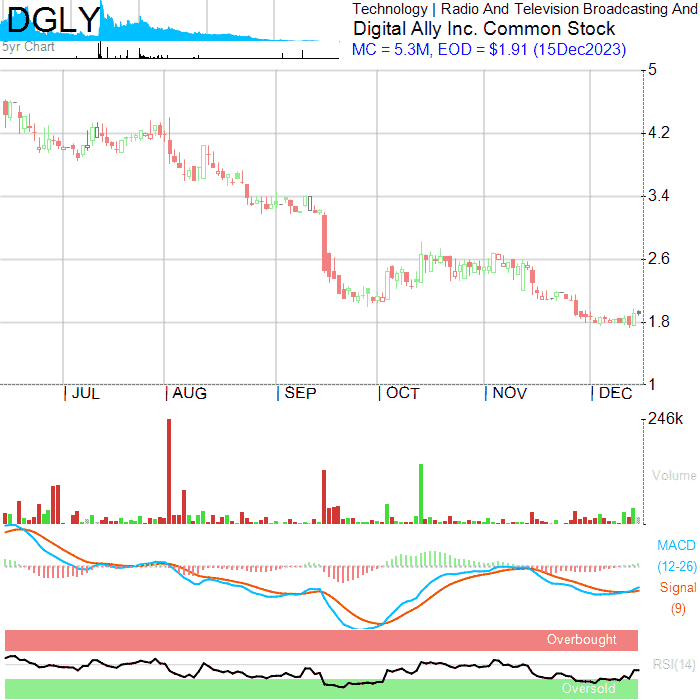 DGLY
5yr Chart
Technology | Radio And Television Broadcasting And
Digital Ally Inc. Common Stock
MC = 5.3M, EOD = $1.91 (15Dec2023)
5
4.2
3.4
2.6
1.8
1
JUL AUG SEP OCT NOV DEC
246k
Volume
MACD
(12-26)
Signal
(9)
Overbought
RSI(14)
Oversold